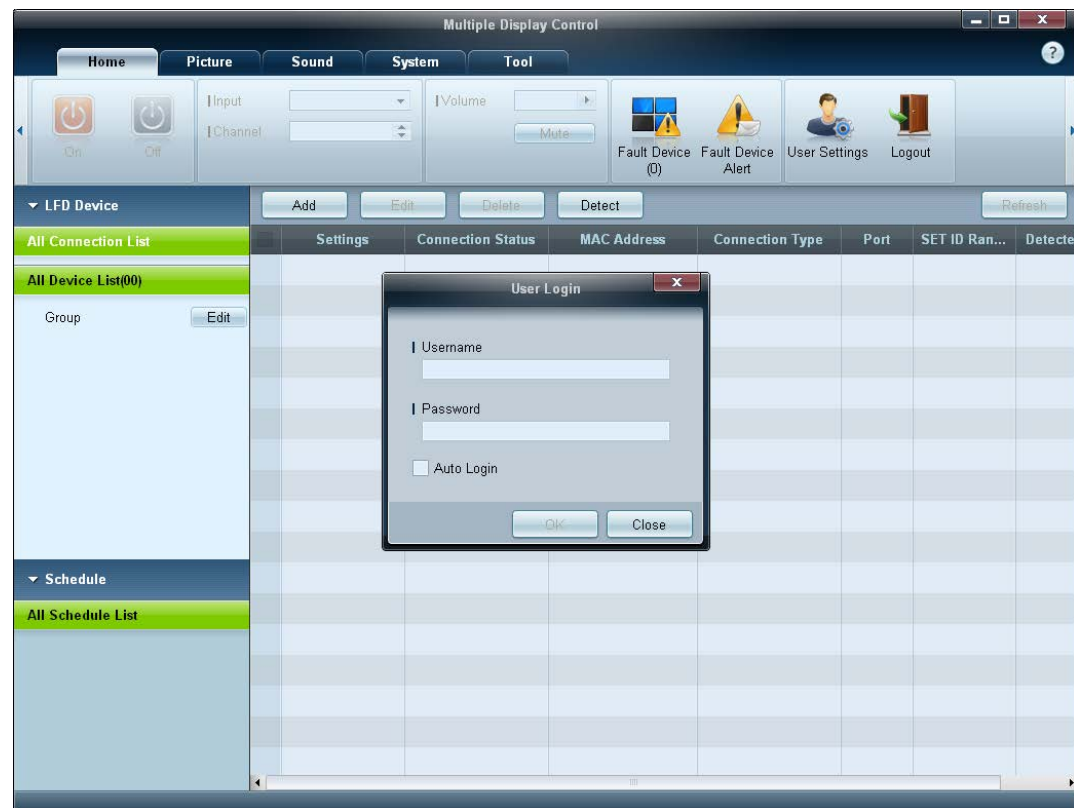 Multiple Display Control
Home Picture Sound System Tool
Input
Channel
Volume
Mute
On Off
Fault Device (0)
Fault Device Alert
User Settings
Logout
LFD Device
Add Edit Delete Detect Refresh
All Connection List
Settings Connection Status MAC Address Connection Type Port SET ID Ran... Detecte
All Device List(00)
Group Edit
User Login
Username
Password
Auto Login
OK Close
Schedule
All Schedule List